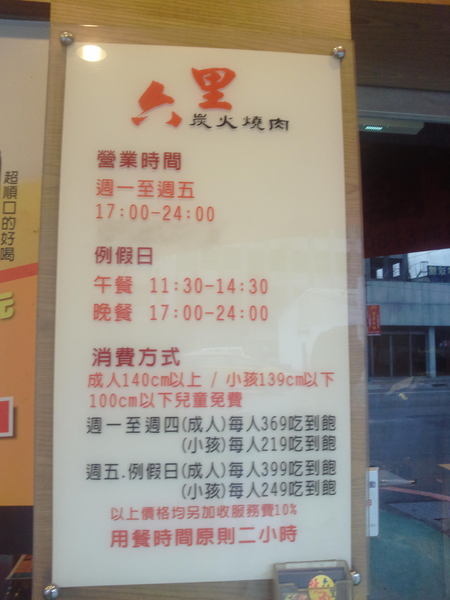 六里
炭火燒肉
營業時間
週一至週五
17:00-24:00
例假日
午餐 11:30-14:30
晚餐 17:00-24:00
消費方式
成人140cm以上 / 小孩139cm以下
100cm以下兒童免費
週一至週四(成人)每人369吃到飽
(小孩)每人219吃到飽
週五.例假日(成人)每人399吃到飽
(小孩)每人249吃到飽
以上價格均另加收服務費10%
用餐時間原則二小時
超順口的好喝
元